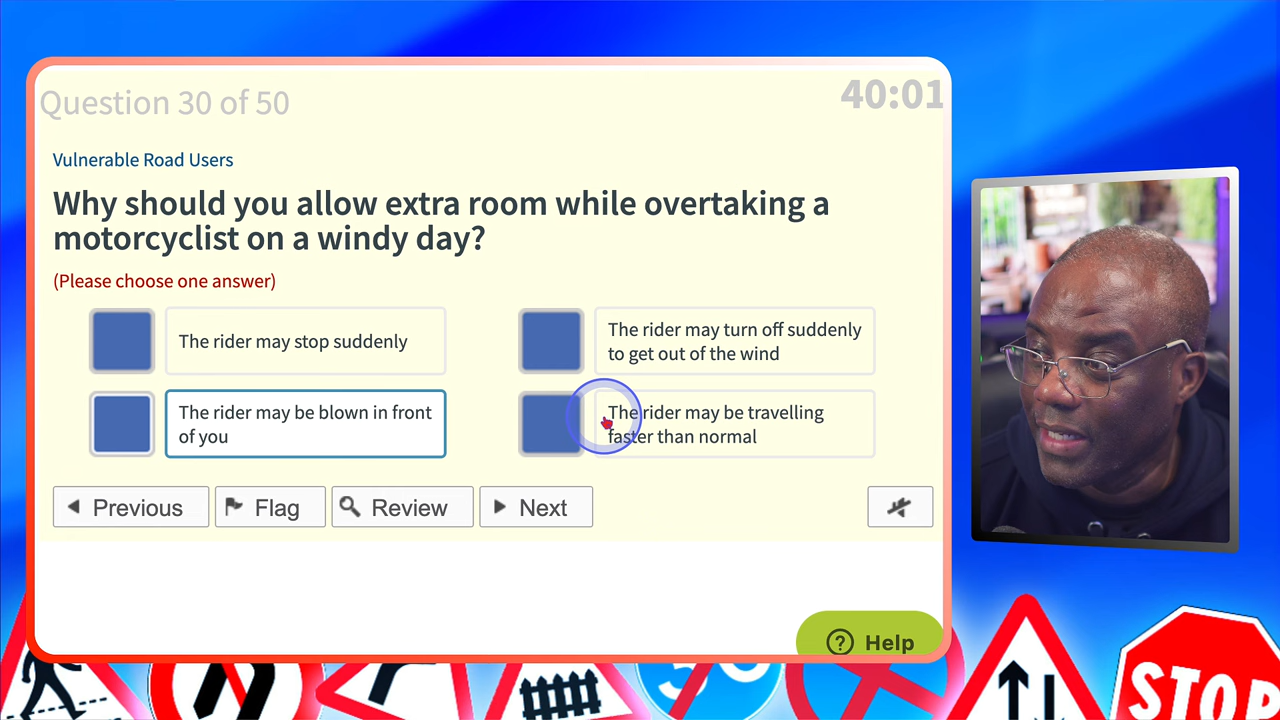 Question 30 of 50
40:01
Vulnerable Road Users
Why should you allow extra room while overtaking a
motorcyclist on a windy day?
(Please choose one answer)
The rider may stop suddenly
The rider may turn off suddenly
to get out of the wind
The rider may be blown in front
of you
The rider may be travelling
faster than normal
Previous
Flag
Review
Next
Help
STOP